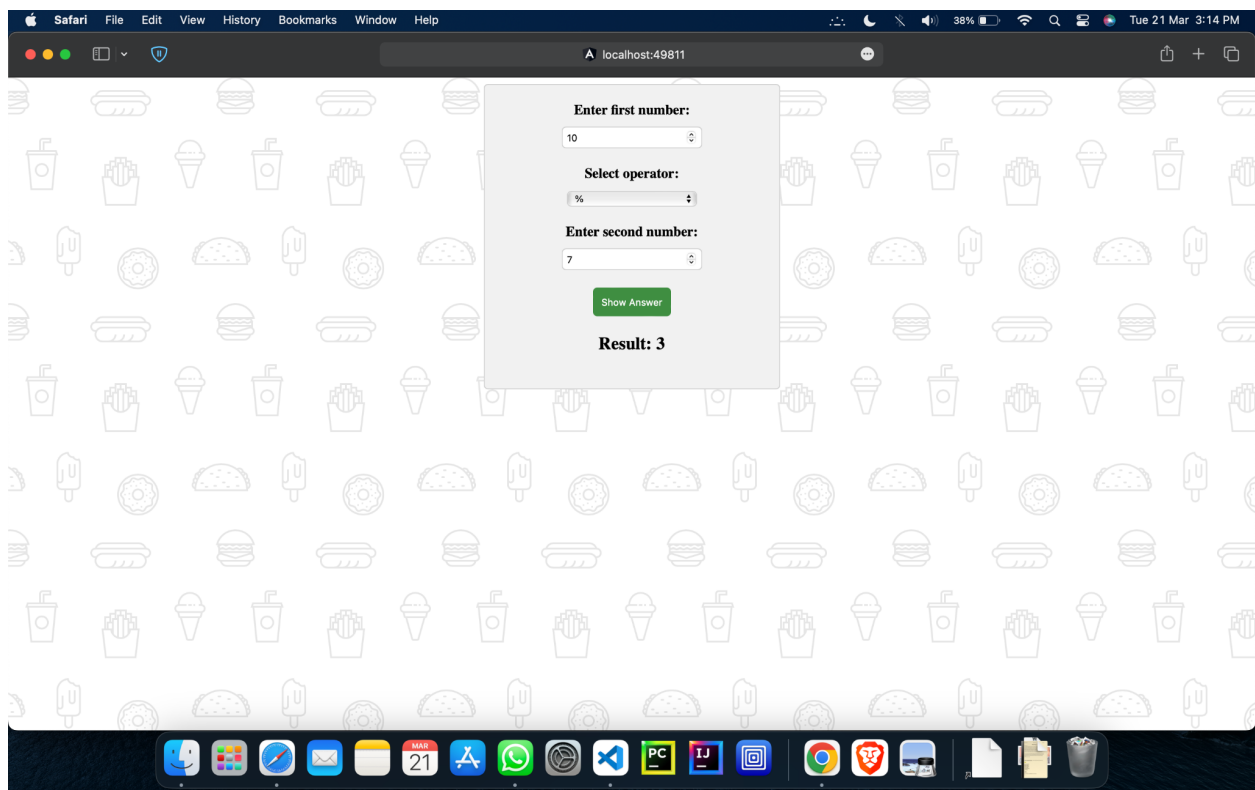 Safari File Edit View History Bookmarks Window Help 38% Tue 21 Mar 3:14 PM
localhost:49811
Enter first number:
10
Select operator:
%
Enter second number:
7
Show Answer
Result: 3
MAR
21
PC
IJ